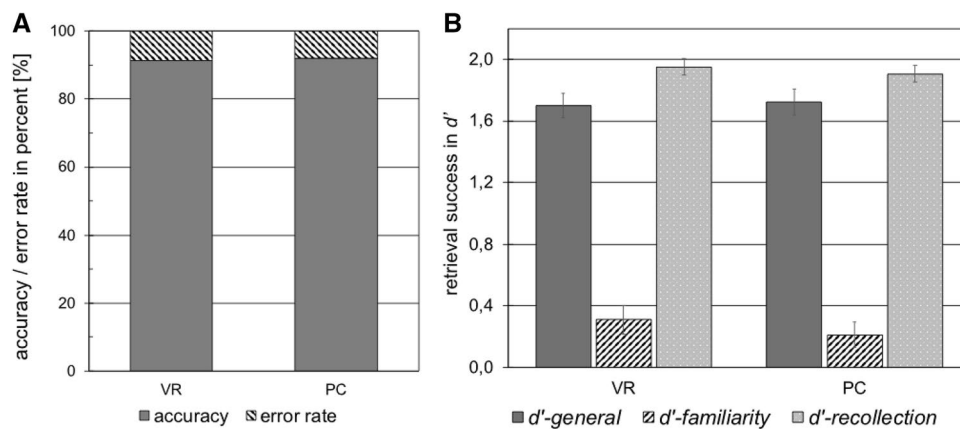 A
accuracy / error rate in percent [%]
100
80
60
40
20
0
VR PC
accuracy error rate
B
retrieval success in d'
2,0
1,6
1,2
0,8
0,4
0,0
VR PC
d'-general d'-familiarity d'-recollection